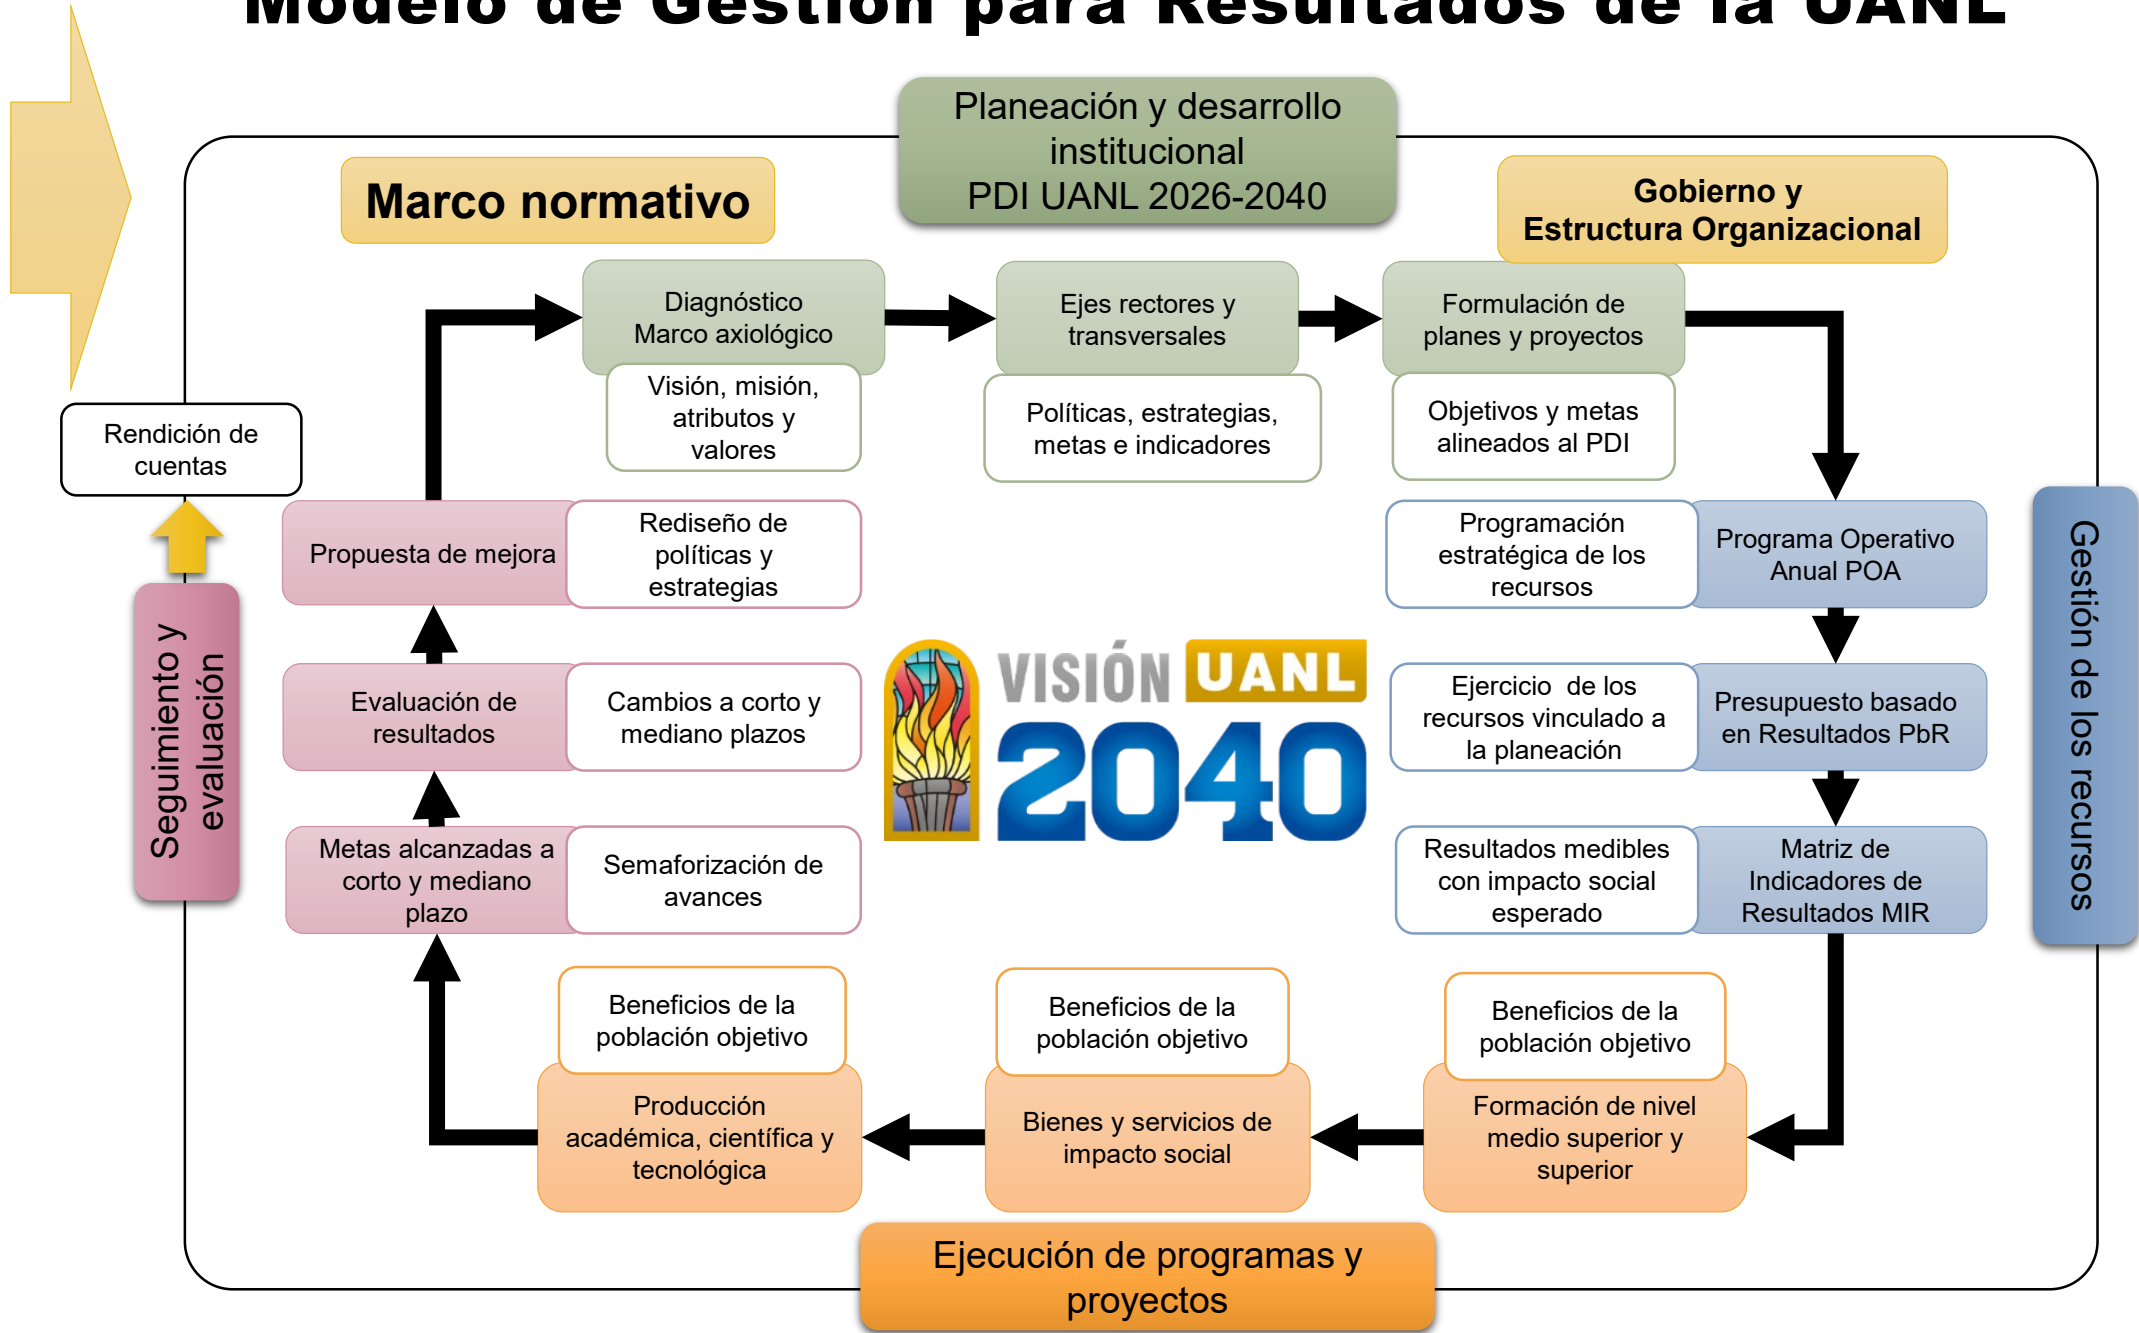 Modelo de Gestión para Resultados de la UANL
Planeación y desarrollo
institucional
PDI UANL 2026-2040
Marco normativo
Gobierno y
Estructura Organizacional
Diagnóstico
Marco axiológico
Visión, misión,
atributos y
valores
Ejes rectores y
transversales
Políticas, estrategias,
metas e indicadores
Formulación de
planes y proyectos
Objetivos y metas
alineados al PDI
Rendición de
cuentas
Seguimiento y
evaluación
Propuesta de mejora
Rediseño de
políticas y
estrategias
Evaluación de
resultados
Cambios a corto y
mediano plazos
Metas alcanzadas a
corto y mediano
plazo
Semaforización de
avances
VISIÓN UANL
2040
Programación
estratégica de los
recursos
Programa Operativo
Anual POA
Ejercicio  de los
recursos vinculado a
la planeación
Presupuesto basado
en Resultados PbR
Resultados medibles
con impacto social
esperado
Matriz de
Indicadores de
Resultados MIR
Gestión de los recursos
Beneficios de la
población objetivo
Producción
académica, científica y
tecnológica
Beneficios de la
población objetivo
Bienes y servicios de
impacto social
Beneficios de la
población objetivo
Formación de nivel
medio superior y
superior
Ejecución de programas y
proyectos